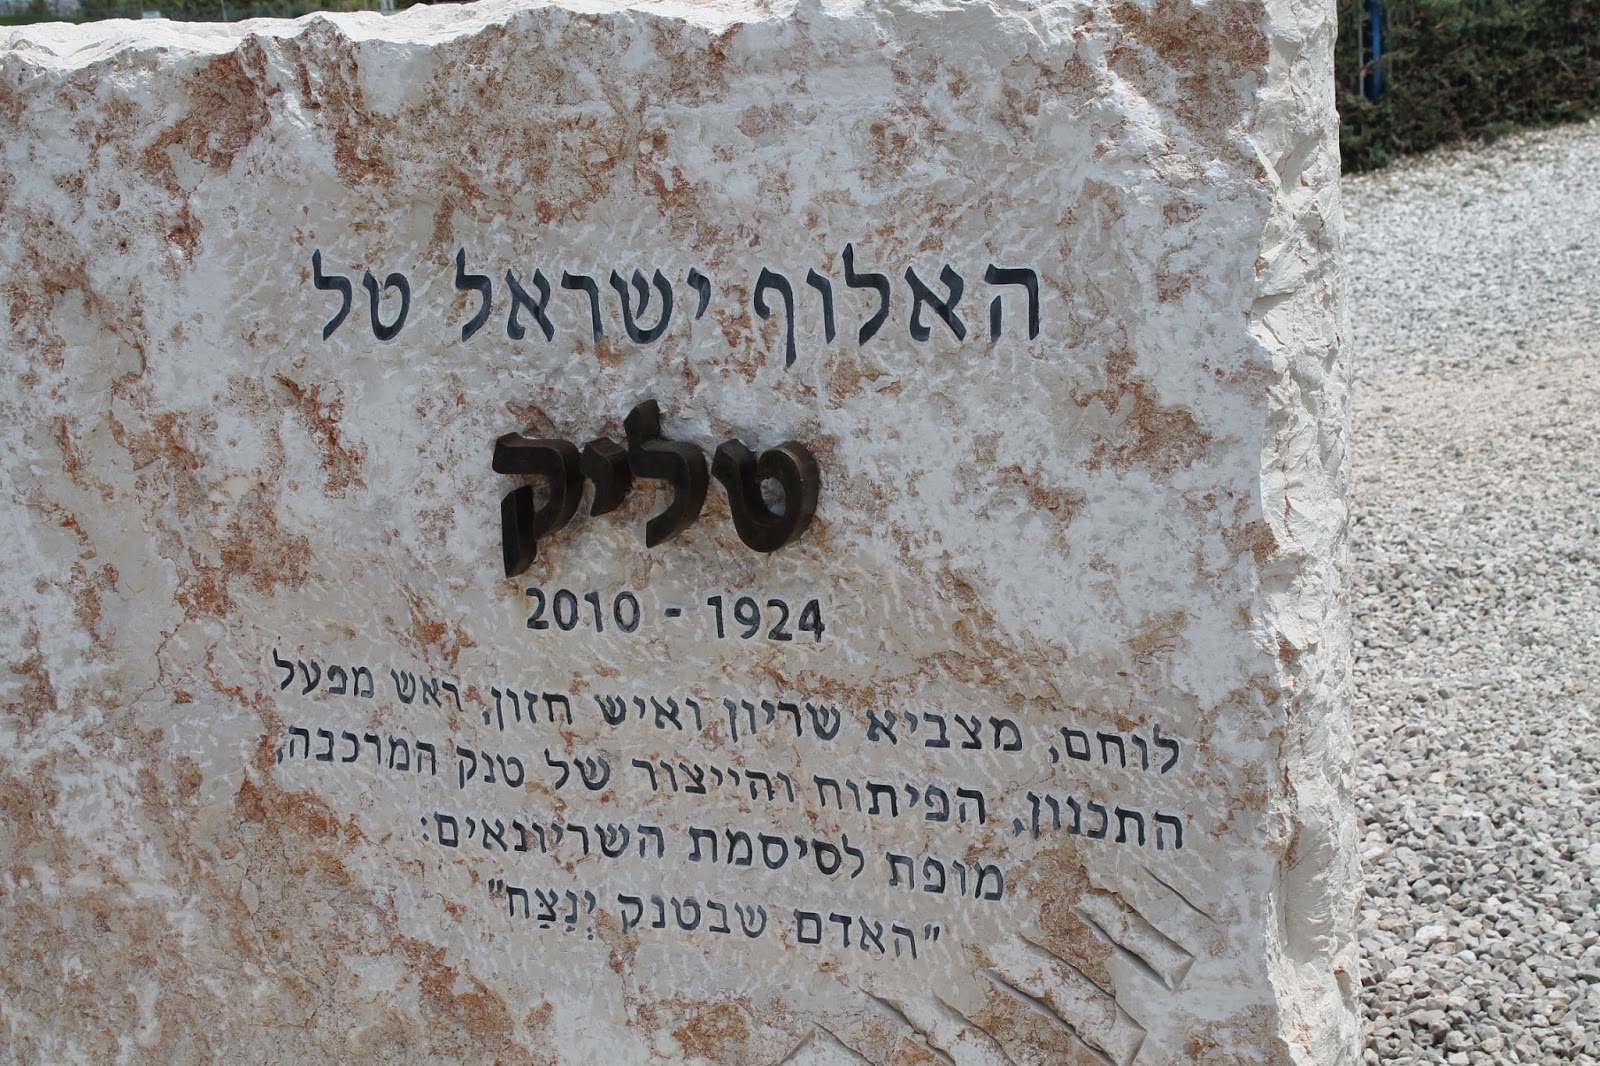 האלוף ישראל טל
טליק
1924 - 2010
לוחם, מצביא שריון ואיש חזון, ראש מפעל
התכנון, הפיתוח והייצור של טנק המרכבה,
מופת לסיסמת השריונאים:
"האדם שבטנק יְנַצֵּחַ"